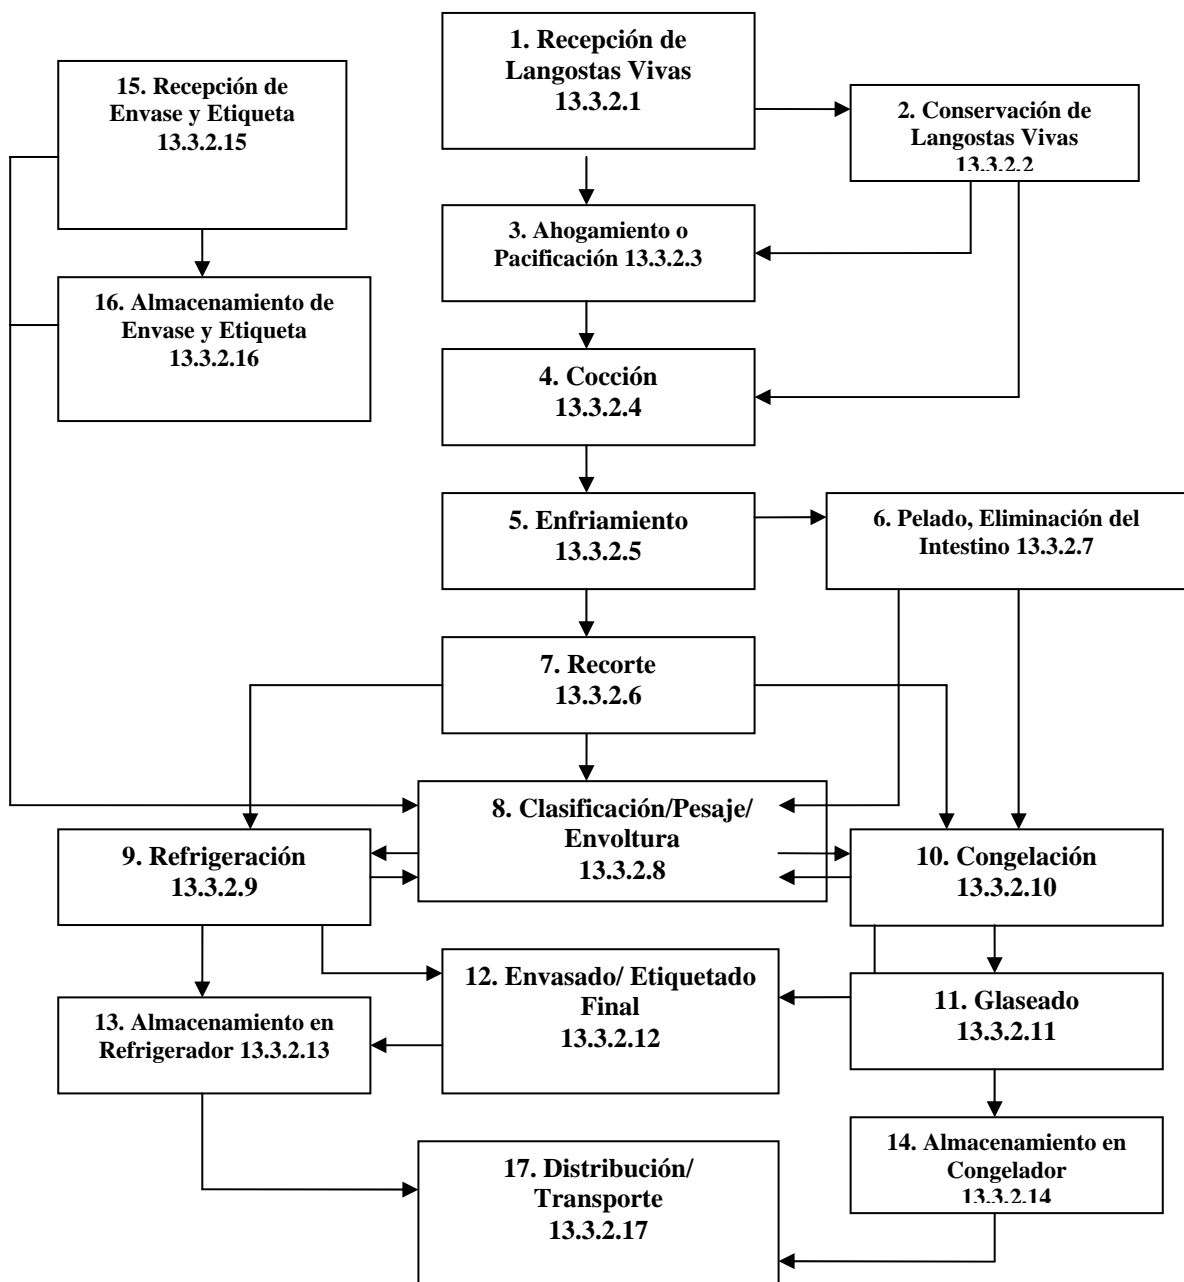 1. Recepción de
Langostas Vivas
13.3.2.1
15. Recepción de
Envase y Etiqueta
13.3.2.15
2. Conservación de
Langostas Vivas
13.3.2.2
3. Ahogamiento o
Pacificación 13.3.2.3
16. Almacenamiento de
Envase y Etiqueta
13.3.2.16
4. Cocción
13.3.2.4
5. Enfriamiento
13.3.2.5
6. Pelado, Eliminación del
Intestino 13.3.2.7
7. Recorte
13.3.2.6
8. Clasificación/Pesaje/
Envoltura
13.3.2.8
9. Refrigeración
13.3.2.9
10. Congelación
13.3.2.10
12. Envasado/ Etiquetado
Final
13.3.2.12
11. Glaseado
13.3.2.11
13. Almacenamiento en
Refrigerador 13.3.2.13
14. Almacenamiento en
Congelador
13.3.2.14
17. Distribución/
Transporte
13.3.2.17